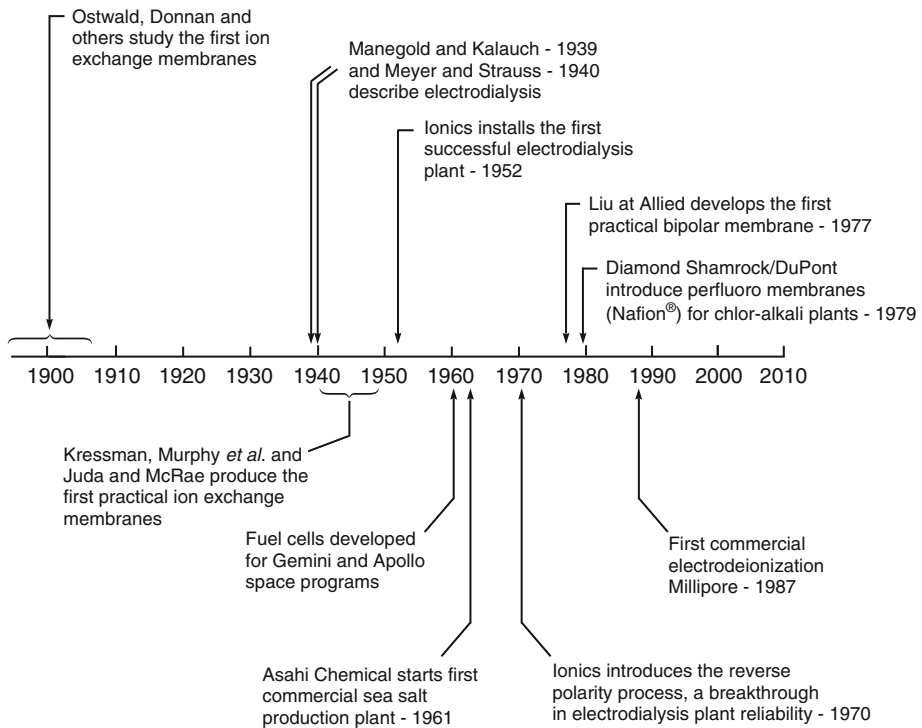 Ostwald, Donnan and
others study the first ion
exchange membranes
Manegold and Kalauch - 1939
and Meyer and Strauss - 1940
describe electrodialysis
Ionics installs the first
successful electrodialysis
plant - 1952
Liu at Allied develops the first
practical bipolar membrane - 1977
Diamond Shamrock/DuPont
introduce perfluoro membranes
(Nafion®) for chlor-alkali plants - 1979
1900 1910 1920 1930 1940 1950 1960 1970 1980 1990 2000 2010
Kressman, Murphy et al. and
Juda and McRae produce the
first practical ion exchange
membranes
Fuel cells developed
for Gemini and Apollo
space programs
First commercial
electrodeionization
Millipore - 1987
Asahi Chemical starts first
commercial sea salt
production plant - 1961
Ionics introduces the reverse
polarity process, a breakthrough
in electrodialysis plant reliability - 1970